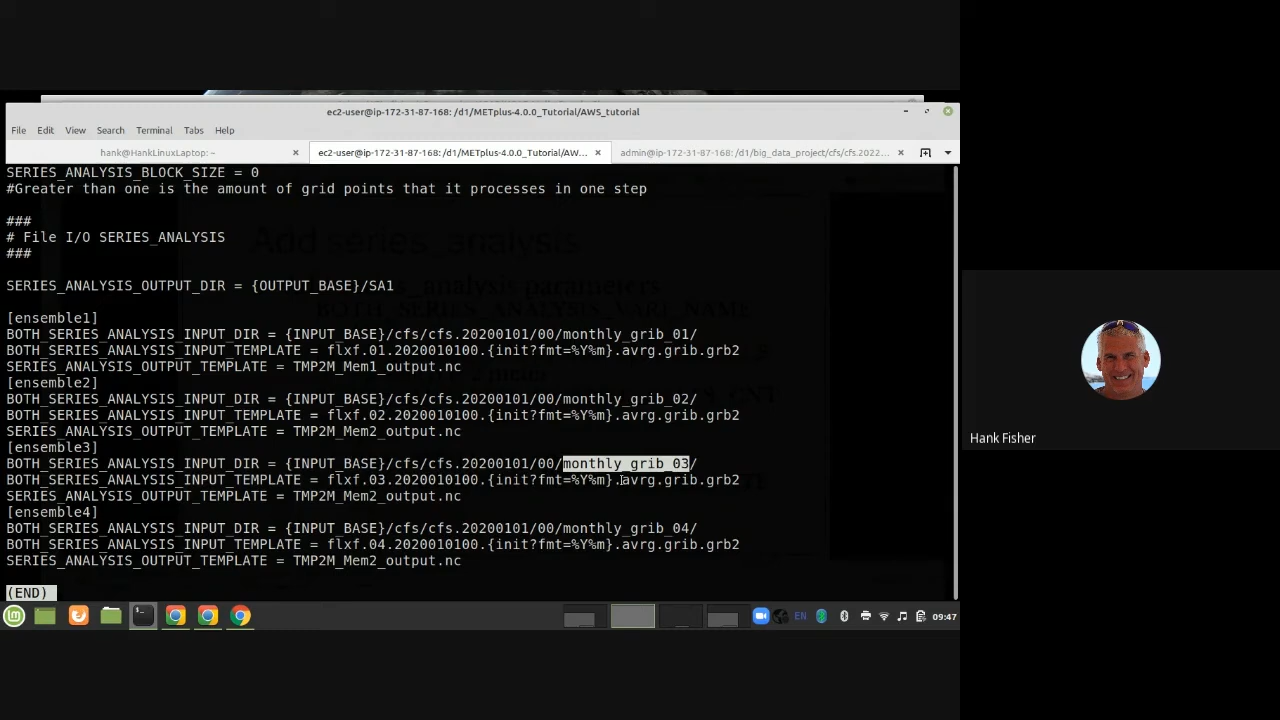 ec2-user@ip-172-31-87-168: /d1/METplus-4.0.0_Tutorial/AWS_tutorial
File Edit View Search Terminal Tabs Help
hank@HankLinuxLaptop: ~ × ec2-user@ip-172-31-87-168: /d1/METplus-4.0.0_Tutorial/AW... × admin@ip-172-31-87-168: /d1/big_data_project/cfs/cfs.2022... ×
SERIES_ANALYSIS_BLOCK_SIZE = 0
#Greater than one is the amount of grid points that it processes in one step
###
# File I/O SERIES_ANALYSIS
###
SERIES_ANALYSIS_OUTPUT_DIR = {OUTPUT_BASE}/SA1
[ensemble1]
BOTH_SERIES_ANALYSIS_INPUT_DIR = {INPUT_BASE}/cfs/cfs.20200101/00/monthly_grib_01/
BOTH_SERIES_ANALYSIS_INPUT_TEMPLATE = flxf.01.2020010100.{init?fmt=%Y%m}.avrg.grib.grb2
SERIES_ANALYSIS_OUTPUT_TEMPLATE = TMP2M_Mem1_output.nc
[ensemble2]
BOTH_SERIES_ANALYSIS_INPUT_DIR = {INPUT_BASE}/cfs/cfs.20200101/00/monthly_grib_02/
BOTH_SERIES_ANALYSIS_INPUT_TEMPLATE = flxf.02.2020010100.{init?fmt=%Y%m}.avrg.grib.grb2
SERIES_ANALYSIS_OUTPUT_TEMPLATE = TMP2M_Mem2_output.nc
[ensemble3]
BOTH_SERIES_ANALYSIS_INPUT_DIR = {INPUT_BASE}/cfs/cfs.20200101/00/monthly_grib_03/
BOTH_SERIES_ANALYSIS_INPUT_TEMPLATE = flxf.03.2020010100.{init?fmt=%Y%m}.avrg.grib.grb2
SERIES_ANALYSIS_OUTPUT_TEMPLATE = TMP2M_Mem2_output.nc
[ensemble4]
BOTH_SERIES_ANALYSIS_INPUT_DIR = {INPUT_BASE}/cfs/cfs.20200101/00/monthly_grib_04/
BOTH_SERIES_ANALYSIS_INPUT_TEMPLATE = flxf.04.2020010100.{init?fmt=%Y%m}.avrg.grib.grb2
SERIES_ANALYSIS_OUTPUT_TEMPLATE = TMP2M_Mem2_output.nc
(END)
EN 09:47
Hank Fisher
Add series_analysis
BOTH_SERIES_ANALYSIS_VAR1_NAME